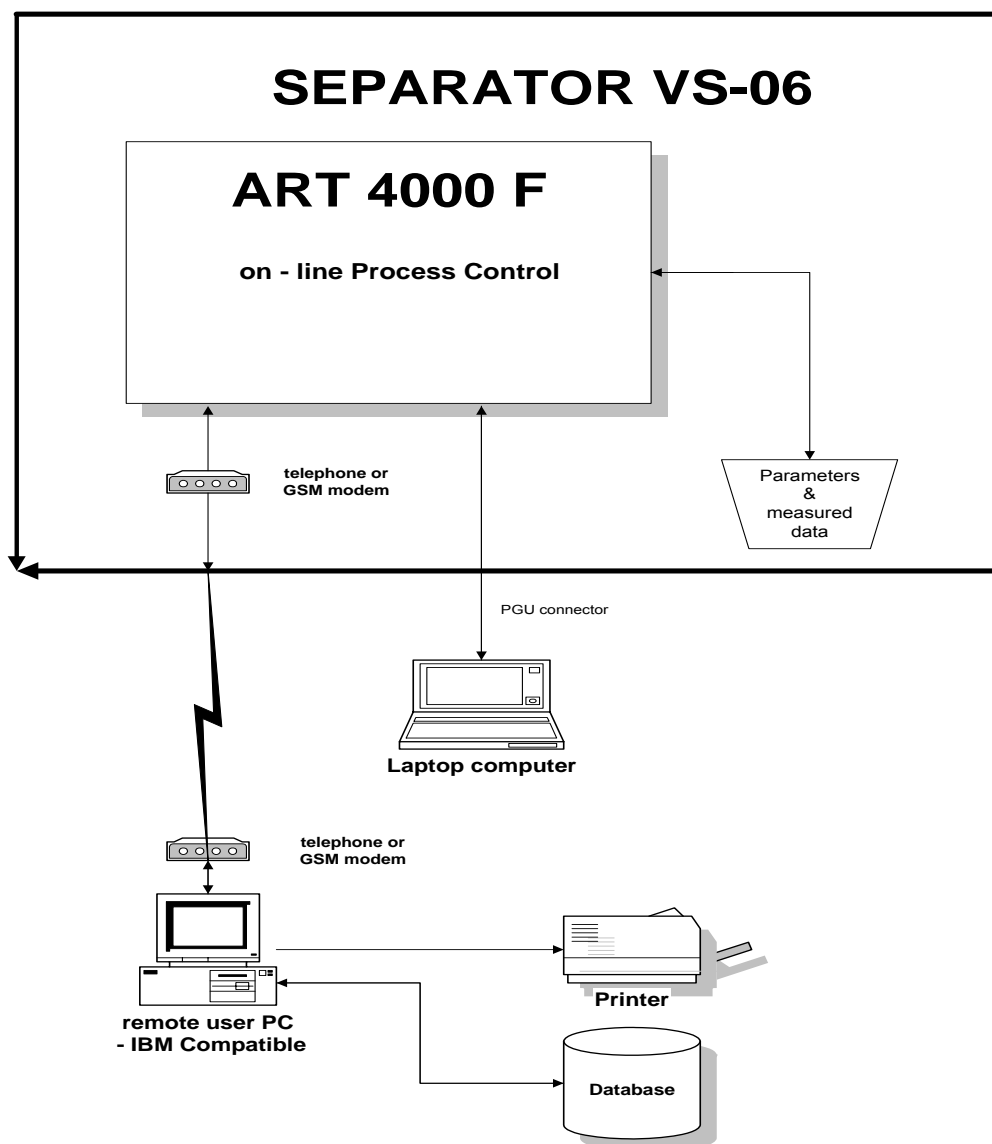 SEPARATOR VS-06
ART 4000 F
on - line Process Control
telephone or
GSM modem
Parameters
&
measured
data
PGU connector
Laptop computer
telephone or
GSM modem
remote user PC
- IBM Compatible
Printer
Database